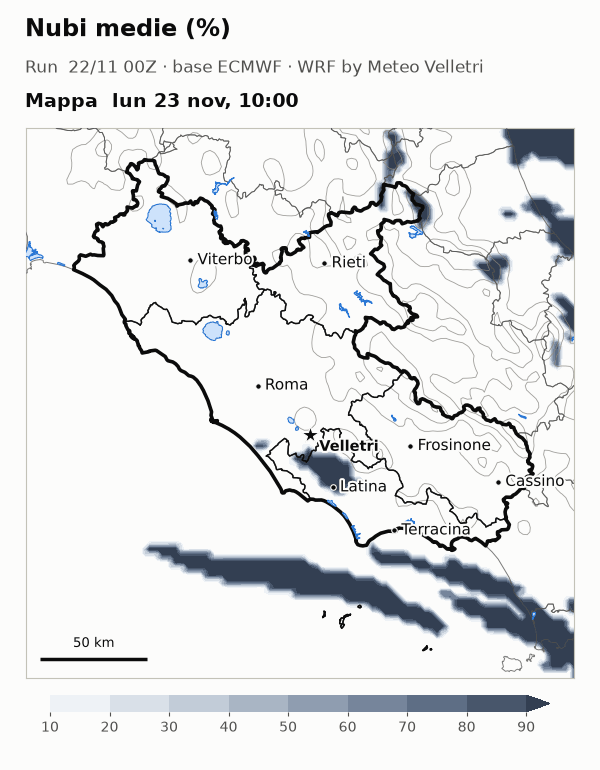 Nubi medie (%)
Run  22/11 00Z · base ECMWF · WRF by Meteo Velletri
Mappa  lun 23 nov, 10:00
Viterbo
Rieti
Roma
Velletri
Frosinone
Latina
Cassino
Terracina
50 km
10 20 30 40 50 60 70 80 90